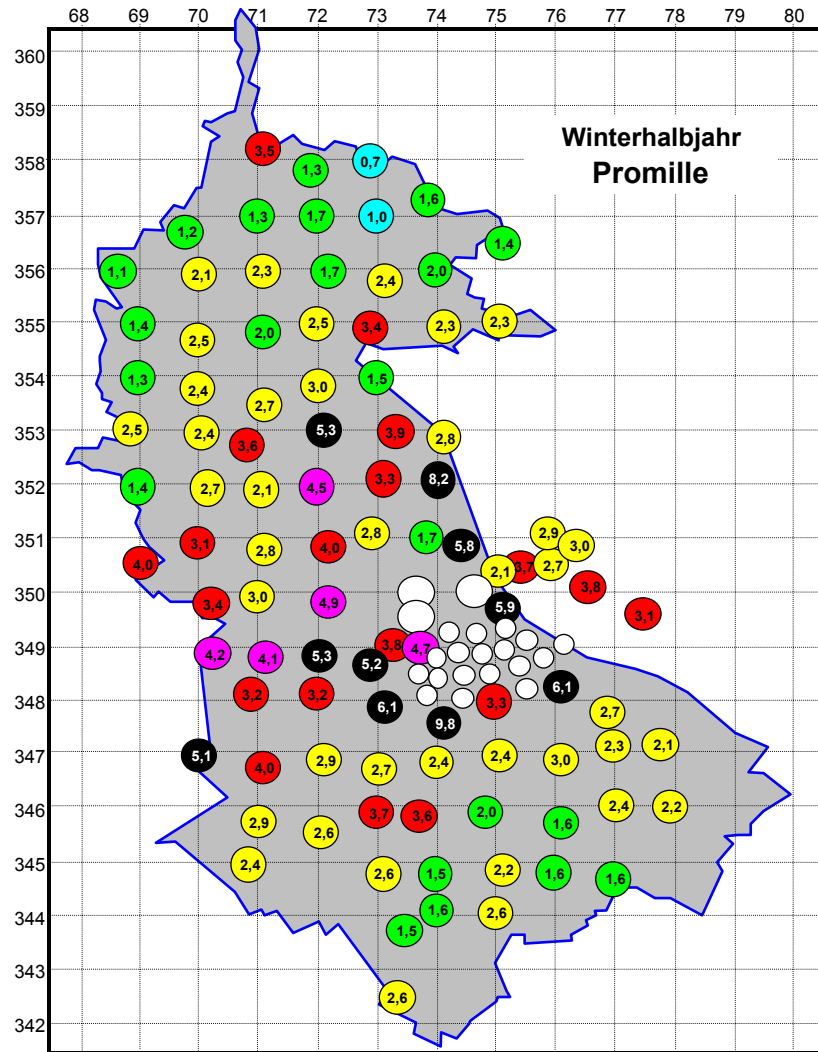 68 69 70 71 72 73 74 75 76 77 78 79 80
360
359
Winterhalbjahr
Promille
3,5
358 1,3 0,7
1,6
357 1,2 1,3 1,7 1,0
1,4
356 1,1 2,1 2,3 1,7 2,4 2,0
355 1,4 2,5 2,0 2,5 3,4 2,3 2,3
354 1,3 2,4 2,7 3,0 1,5
353 2,5 2,4 3,6 5,3 3,9 2,8
352 1,4 2,7 2,1 4,5 3,3 8,2
351 3,1 2,8 4,0 2,8 1,7 5,8 2,9 3,0
4,0 2,1 3,7 2,7
350 3,4 3,0 4,9 5,9 3,8 3,1
349 4,2 4,1 5,3 5,2 3,8 4,7
348 3,2 3,2 6,1 9,8 3,3 6,1 2,7
347 5,1 4,0 2,9 2,7 2,4 2,4 3,0 2,3 2,1
346 2,9 2,6 3,7 3,6 2,0 1,6 2,4 2,2
345 2,4 2,6 1,5 2,2 1,6 1,6
344 1,5 1,6 2,6
343
2,6
342